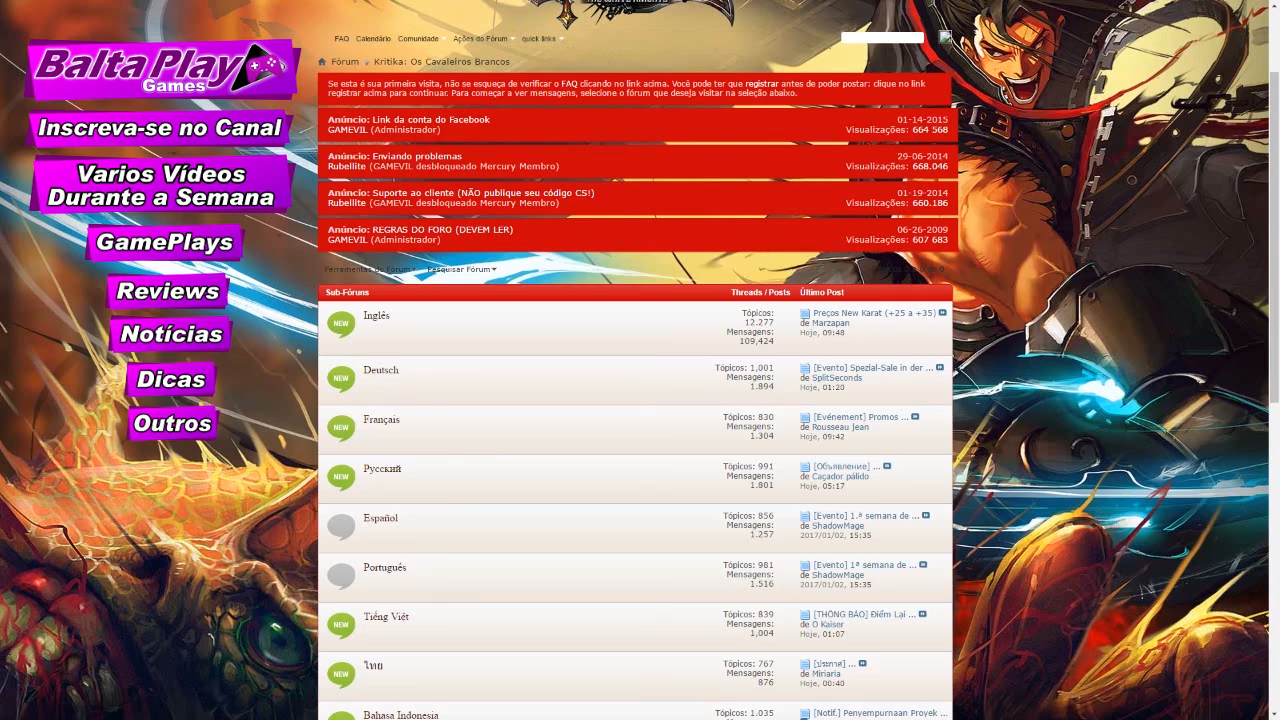 THE WHITE KNIGHTS
FAQ Calendário Comunidade Ações do Fórum quick links
Fórum Kritika: Os Cavaleiros Brancos
Balta Play
Games
Inscreva-se no Canal
Varios Vídeos
Durante a Semana
GamePlays
Reviews
Notícias
Dicas
Outros
Se esta é sua primeira visita, não se esqueça de verificar o FAQ clicando no link acima. Você pode ter que registrar antes de poder postar: clique no link
registrar acima para continuar. Para começar a ver mensagens, selecione o fórum que deseja visitar na seleção abaixo.
Anúncio: Link da conta do Facebook 01-14-2015
GAMEVIL (Administrador) Visualizações: 664 568
Anúncio: Enviando problemas 29-06-2014
Rubellite (GAMEVIL desbloqueado Mercury Membro) Visualizações: 668.046
Anúncio: Suporte ao cliente (NÃO publique seu código CS!) 01-19-2014
Rubellite (GAMEVIL desbloqueado Mercury Membro) Visualizações: 660.186
Anúncio: REGRAS DO FORO (DEVEM LER) 06-26-2009
GAMEVIL (Administrador) Visualizações: 607 683
Ferramentas do Fórum Pesquisar Fórum
Sub-Fóruns Threads / Posts Último Post
NEW Inglês
Tópicos:
12.277
Mensagens:
109,424
Preços New Karat (+25 a +35)
de Marzapan
Hoje, 09:48
NEW Deutsch
Tópicos: 1,001
Mensagens:
1.894
[Evento] Spezial-Sale in der ...
de SplitSeconds
Hoje, 01:20
NEW Français
Tópicos: 830
Mensagens:
1.304
[Evénement] Promos ...
de Rousseau Jean
Hoje, 09:42
NEW Русский
Tópicos: 991
Mensagens:
1.801
[Объявление] ...
de Caçador pálido
Hoje, 05:17
Español
Tópicos: 856
Mensagens:
1.257
[Evento] 1.ª semana de ...
de ShadowMage
2017/01/02, 15:35
Português
Tópicos: 981
Mensagens:
1.516
[Evento] 1ª semana de ...
de ShadowMage
2017/01/02, 15:35
NEW Tiếng Việt
Tópicos: 839
Mensagens:
1,004
[THÔNG BÁO] Điểm Lại ...
de O Kaiser
Hoje, 01:07
NEW ไทย
Tópicos: 767
Mensagens:
876
[ประกาศ] ...
de Miriaria
Hoje, 00:40
Bahasa Indonesia
Tópicos: 1.035
Mensagens:
[Notif.] Penyempurnaan Proyek ...